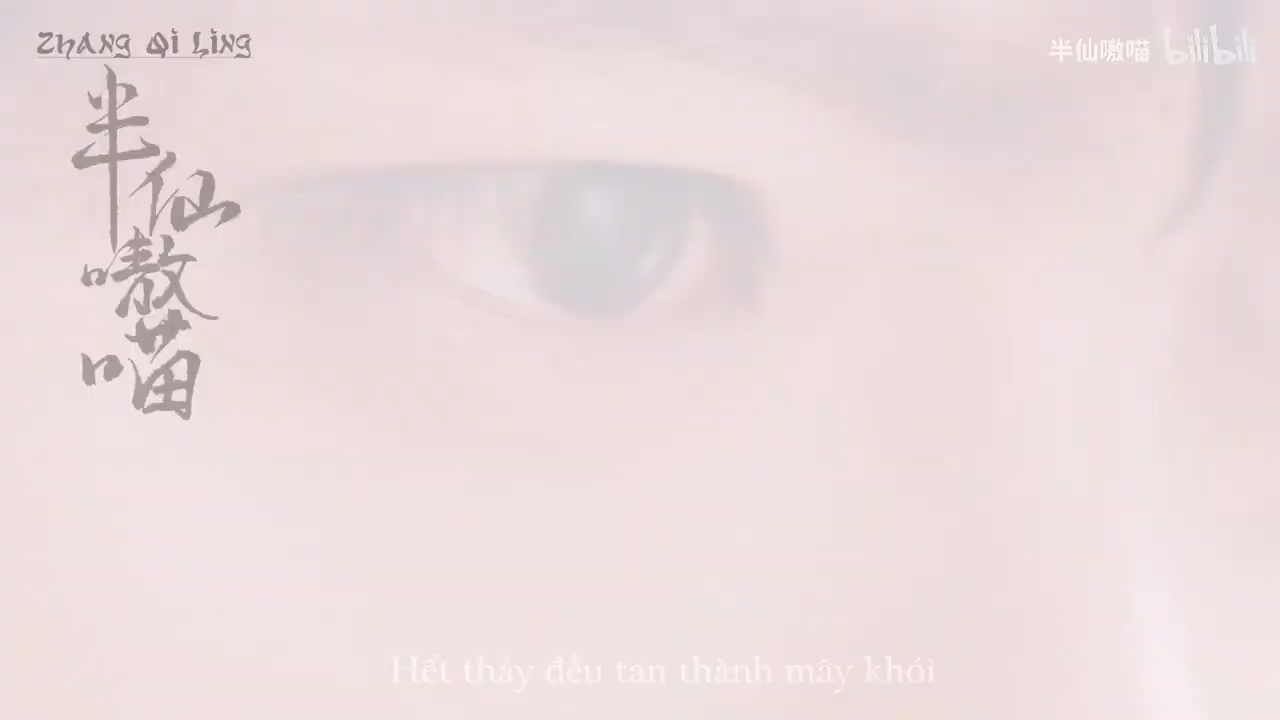 ZHANG QI LING
半仙嗷喵 bilibili
半仙嗷喵
Hết thảy đều tan thành mây khói